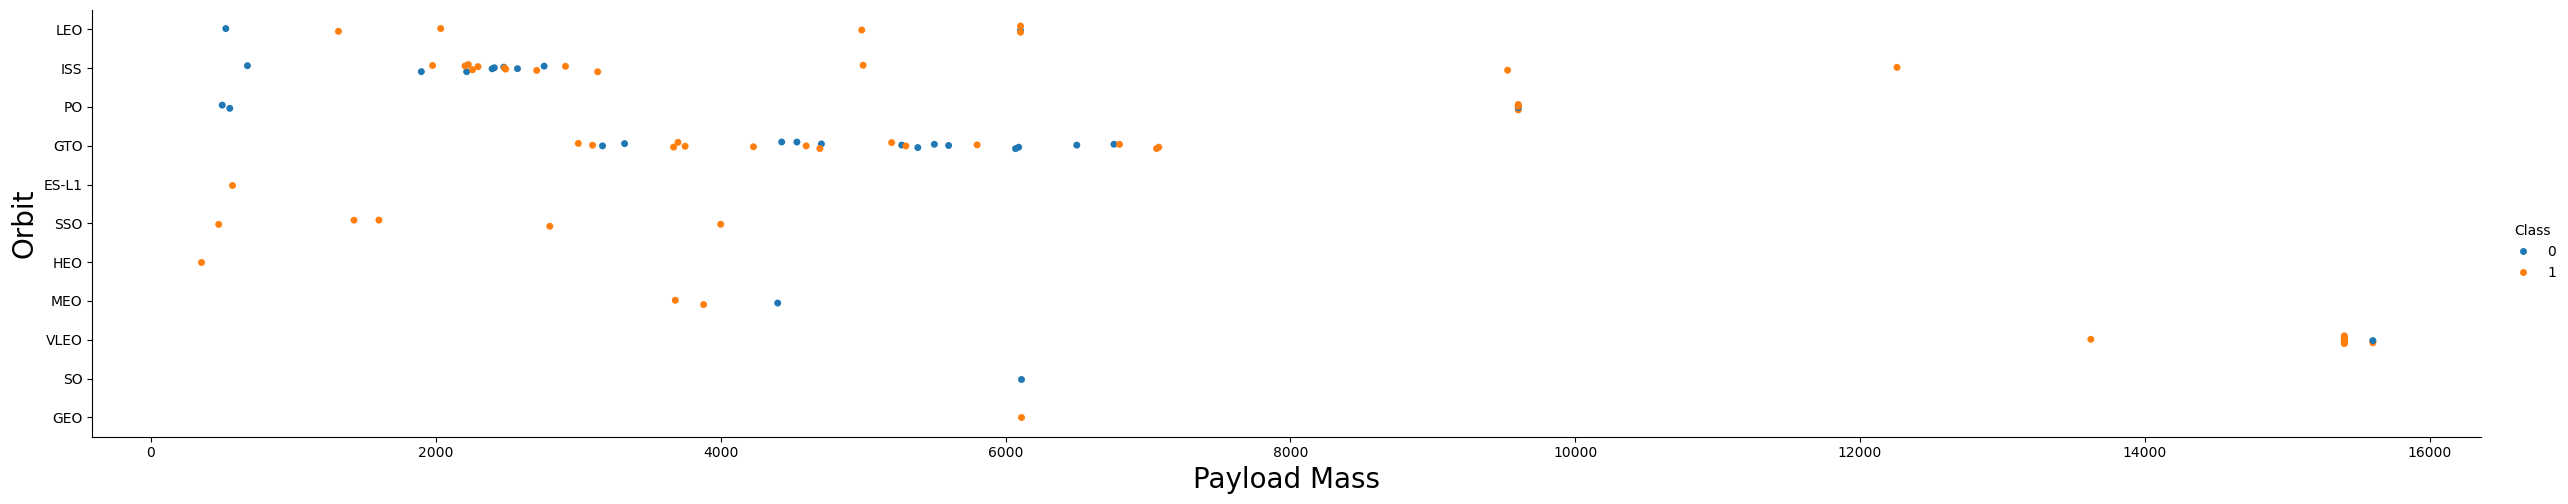 LEO
ISS
PO
GTO
ES-L1
SSO
HEO
MEO
VLEO
SO
GEO
Orbit
0 2000 4000 6000 8000 10000 12000 14000 16000
Payload Mass
Class
0
1